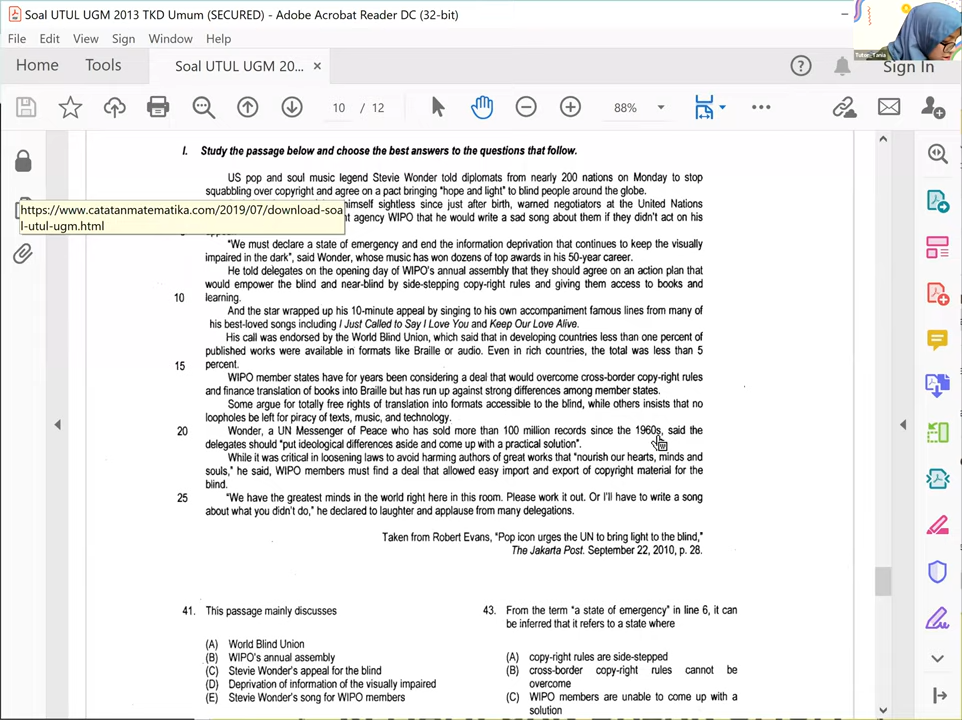 Soal UTUL UGM 2013 TKD Umum (SECURED) - Adobe Acrobat Reader DC (32-bit)
File Edit View Sign Window Help
Home Tools Soal UTUL UGM 20... × Sign In
10 / 12 88%
I. Study the passage below and choose the best answers to the questions that follow.
US pop and soul music legend Stevie Wonder told diplomats from nearly 200 nations on Monday to stop
squabbling over copyright and agree on a pact bringing "hope and light" to blind people around the globe.
himself sightless since just after birth, warned negotiators at the United Nations
https://www.catatanmatematika.com/2019/07/download-soa
l-utul-ugm.html
agency WIPO that he would write a sad song about them if they didn't act on his
"We must declare a state of emergency and end the information deprivation that continues to keep the visually
impaired in the dark", said Wonder, whose music has won dozens of top awards in his 50-year career.
He told delegates on the opening day of WIPO's annual assembly that they should agree on an action plan that
would empower the blind and near-blind by side-stepping copy-right rules and giving them access to books and
10 learning.
And the star wrapped up his 10-minute appeal by singing to his own accompaniment famous lines from many of
his best-loved songs including I Just Called to Say I Love You and Keep Our Love Alive.
His call was endorsed by the World Blind Union, which said that in developing countries less than one percent of
published works were available in formats like Braille or audio. Even in rich countries, the total was less than 5
15 percent.
WIPO member states have for years been considering a deal that would overcome cross-border copy-right rules
and finance translation of books into Braille but has run up against strong differences among member states.
Some argue for totally free rights of translation into formats accessible to the blind, while others insists that no
loopholes be left for piracy of texts, music, and technology.
20 Wonder, a UN Messenger of Peace who has sold more than 100 million records since the 1960s, said the
delegates should "put ideological differences aside and come up with a practical solution".
While it was critical in loosening laws to avoid harming authors of great works that "nourish our hearts, minds and
souls," he said, WIPO members must find a deal that allowed easy import and export of copyright material for the
blind.
25 "We have the greatest minds in the world right here in this room. Please work it out. Or I'll have to write a song
about what you didn't do," he declared to laughter and applause from many delegations.
Taken from Robert Evans, "Pop icon urges the UN to bring light to the blind,"
The Jakarta Post. September 22, 2010, p. 28.
41. This passage mainly discusses
(A) World Blind Union
(B) WIPO's annual assembly
(C) Stevie Wonder's appeal for the blind
(D) Deprivation of information of the visually impaired
(E) Stevie Wonder's song for WIPO members
43. From the term "a state of emergency" in line 6, it can
be inferred that it refers to a state where
(A) copy-right rules are side-stepped
(B) cross-border copy-right rules cannot be
overcome
(C) WIPO members are unable to come up with a
solution